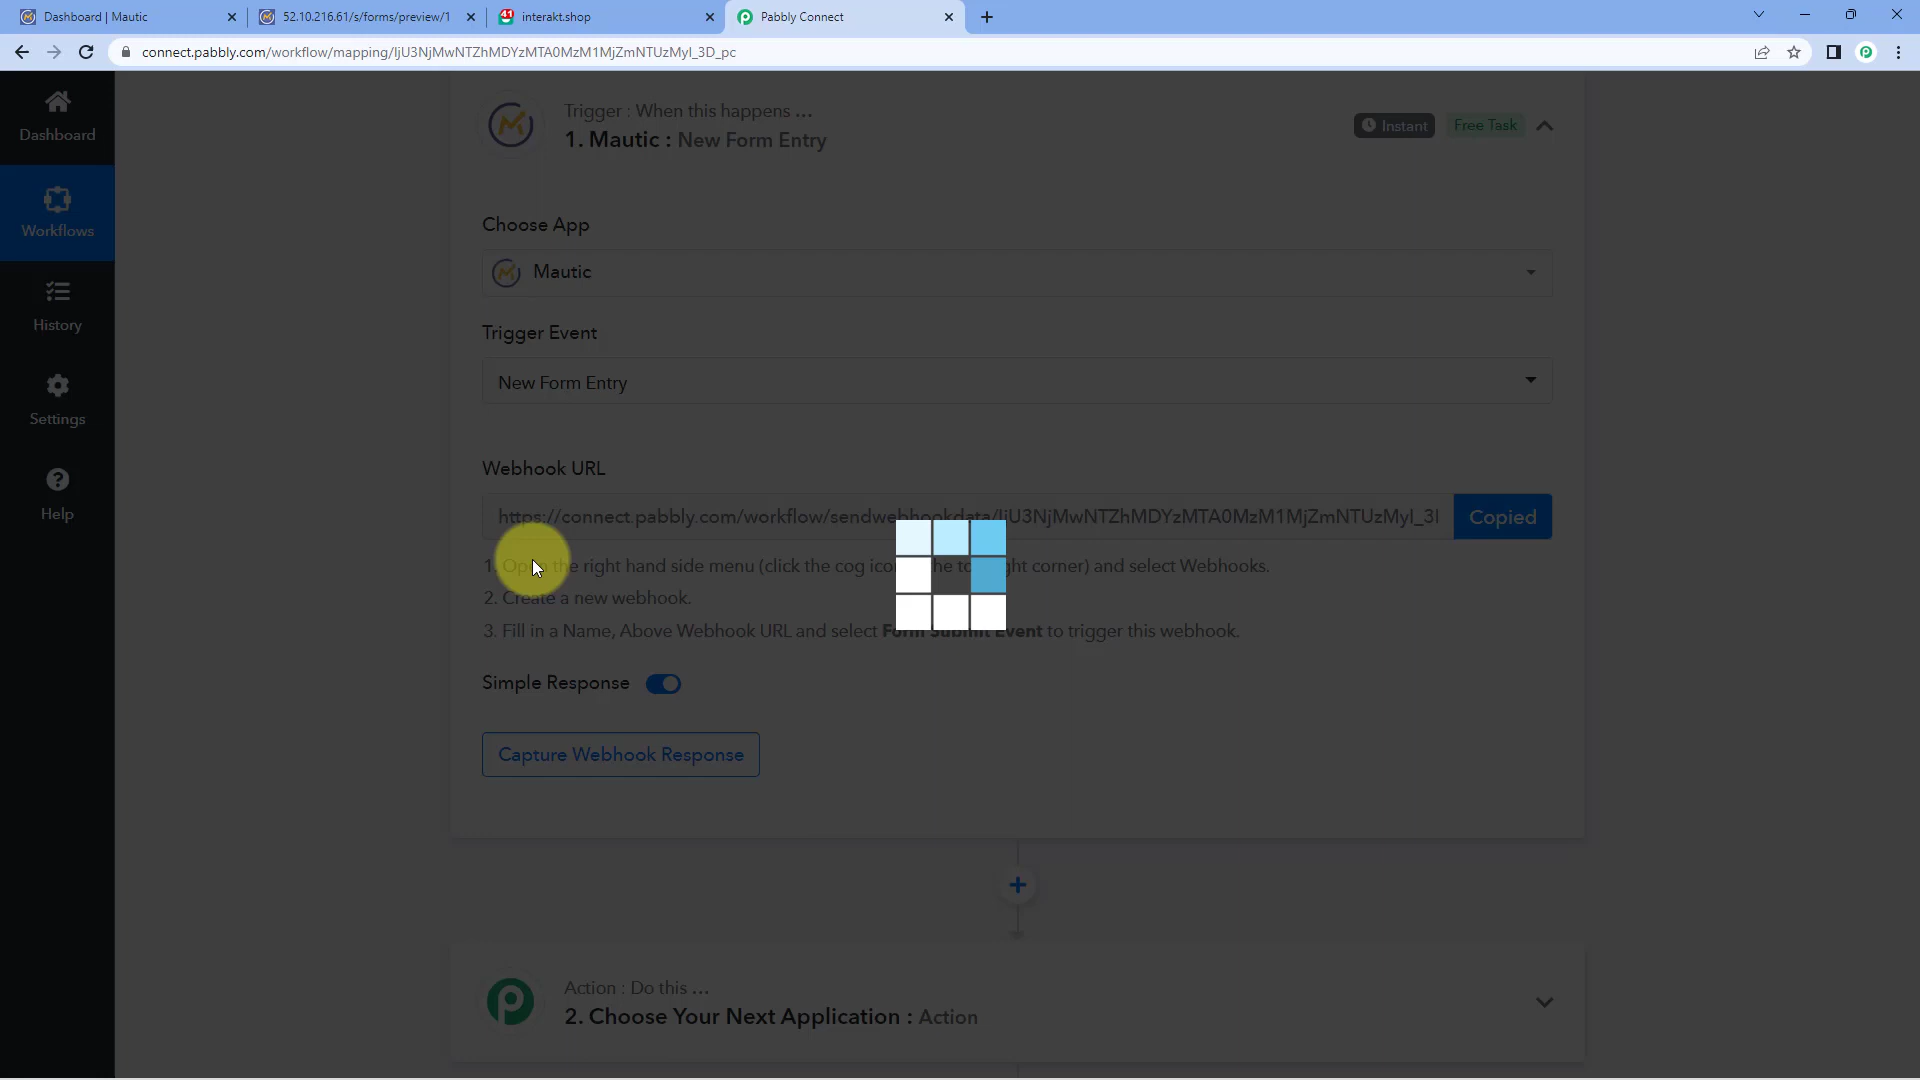 Dashboard | Mautic
52.10.216.61/s/forms/preview/1
interakt.shop
Pabbly Connect
connect.pabbly.com/workflow/mapping/IjU3NjMwNTZhMDYzMTA0MzM1MjZmNTUzMyI_3D_pc
Dashboard
Workflows
History
Settings
Help
Trigger : When this happens ...
1. Mautic : New Form Entry
Instant
Free Task
Choose App
Mautic
Trigger Event
New Form Entry
Webhook URL
https://connect.pabbly.com/workflow/sendwebhookdata/IjU3NjMwNTZhMDYzMTA0MzM1MjZmNTUzMyI_3I
Copied
1. Open the right hand side menu (click the cog icon the right corner) and select Webhooks.
2. Create a new webhook.
3. Fill in a Name, Above Webhook URL and select Form Submit Event to trigger this webhook.
Simple Response
Capture Webhook Response
Action : Do this ...
2. Choose Your Next Application : Action